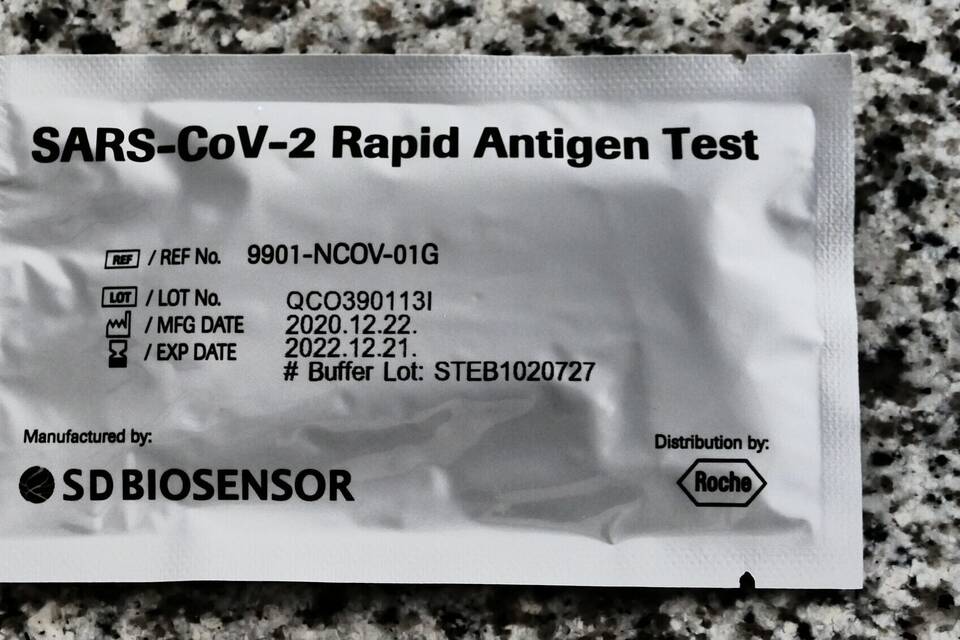 SARS-CoV-2 Rapid Antigen Test
REF / REF No. 9901-NCOV-01G
LOT / LOT No. QCO390113I
/ MFG DATE 2020.12.22.
/ EXP DATE 2022.12.21.
# Buffer Lot: STEB1020727
Manufactured by:
SD BIOSENSOR
Distribution by:
Roche